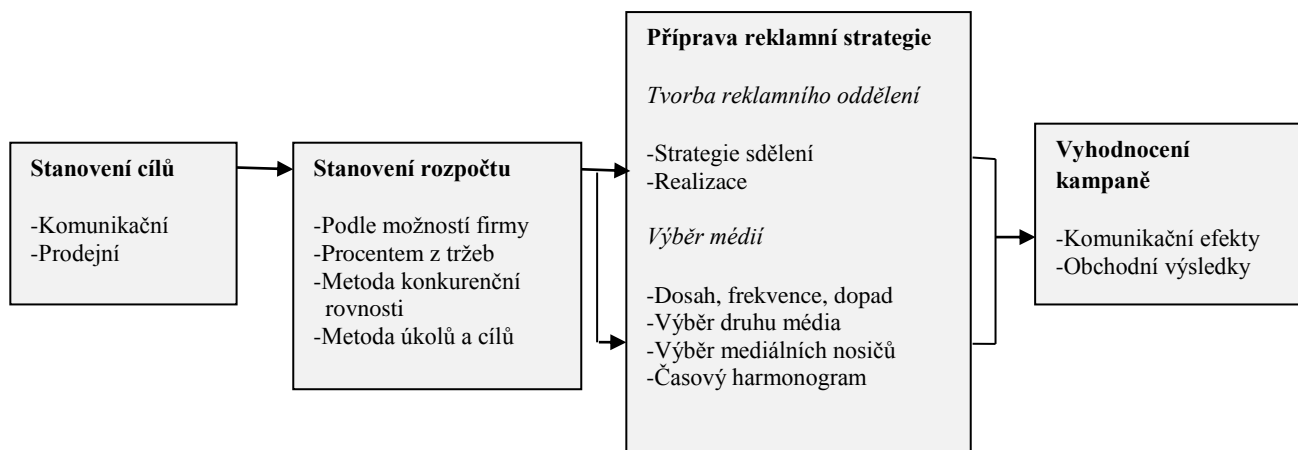 Stanovení cílů
-Komunikační
-Prodejní
Stanovení rozpočtu
-Podle možností firmy
-Procentem z tržeb
-Metoda konkurenční
rovnosti
-Metoda úkolů a cílů
Příprava reklamní strategie
Tvorba reklamního oddělení
-Strategie sdělení
-Realizace
Výběr médií
-Dosah, frekvence, dopad
-Výběr druhu média
-Výběr mediálních nosičů
-Časový harmonogram
Vyhodnocení
kampaně
-Komunikační efekty
-Obchodní výsledky